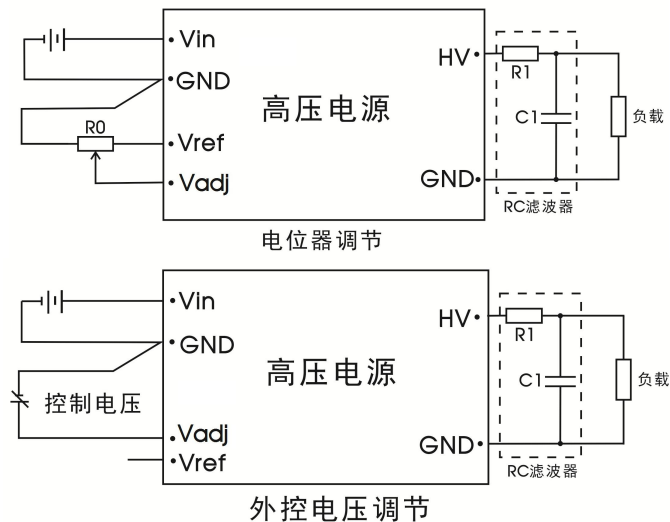 Vin
GND
R0
Vref
Vadj
高压电源
HV
R1
C1
负载
GND
RC滤波器
电位器调节
Vin
GND
控制电压
Vadj
Vref
高压电源
HV
R1
C1
负载
GND
RC滤波器
外控电压调节